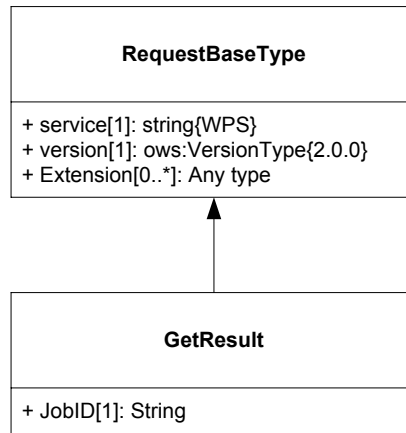 RequestBaseType
+ service[1]: string{WPS}
+ version[1]: ows:VersionType{2.0.0}
+ Extension[0..*]: Any type
GetResult
+ JobID[1]: String